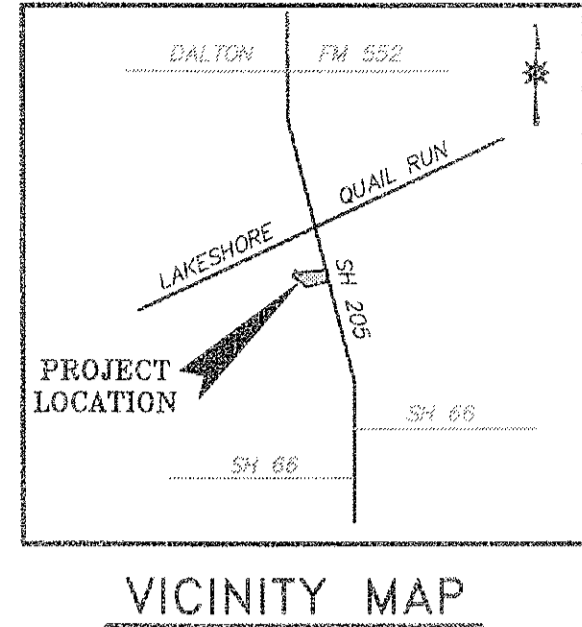 DALTON FM 552
QUAIL RUN
LAKESHORE
SH 205
PROJECT
LOCATION
SH 66
SH 66
VICINITY MAP